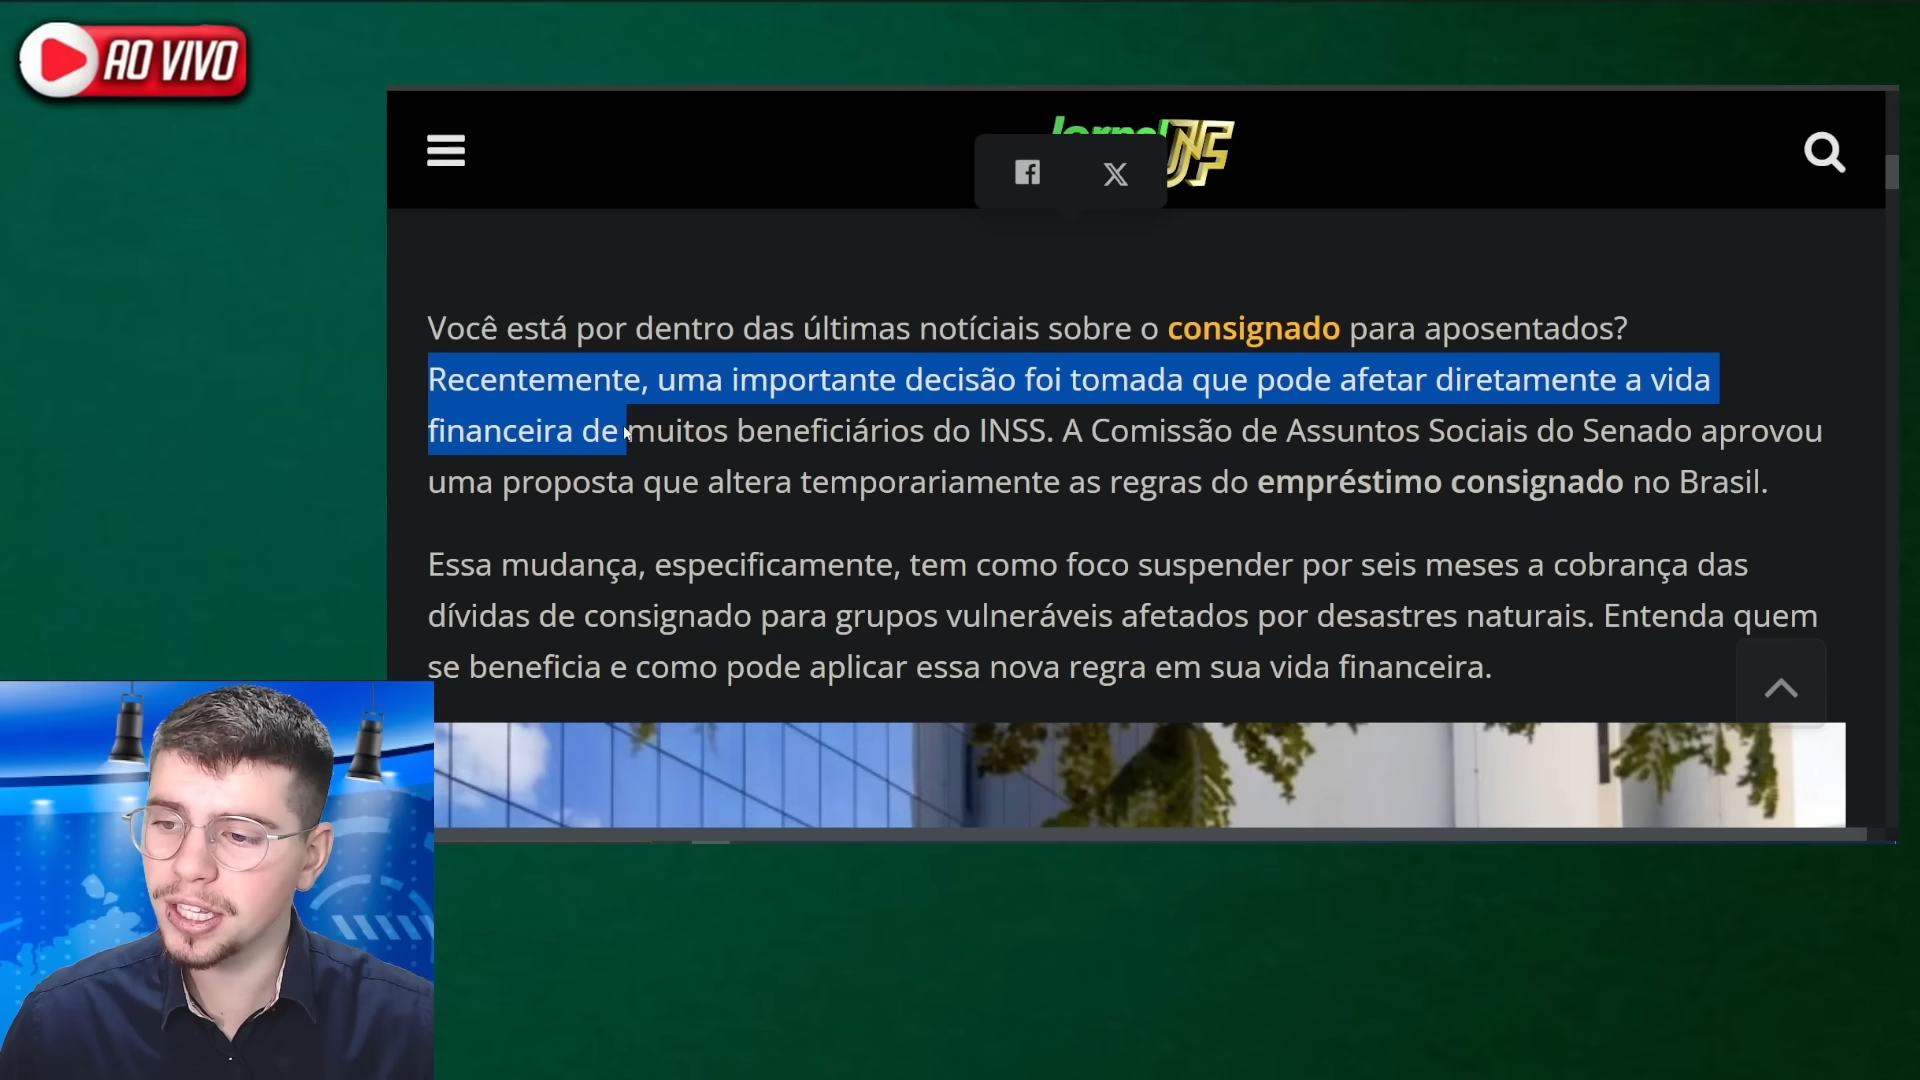 AO VIVO
Jornal JNF
Você está por dentro das últimas notíciais sobre o consignado para aposentados?
Recentemente, uma importante decisão foi tomada que pode afetar diretamente a vida
financeira de muitos beneficiários do INSS. A Comissão de Assuntos Sociais do Senado aprovou
uma proposta que altera temporariamente as regras do empréstimo consignado no Brasil.
Essa mudança, especificamente, tem como foco suspender por seis meses a cobrança das
dívidas de consignado para grupos vulneráveis afetados por desastres naturais. Entenda quem
se beneficia e como pode aplicar essa nova regra em sua vida financeira.